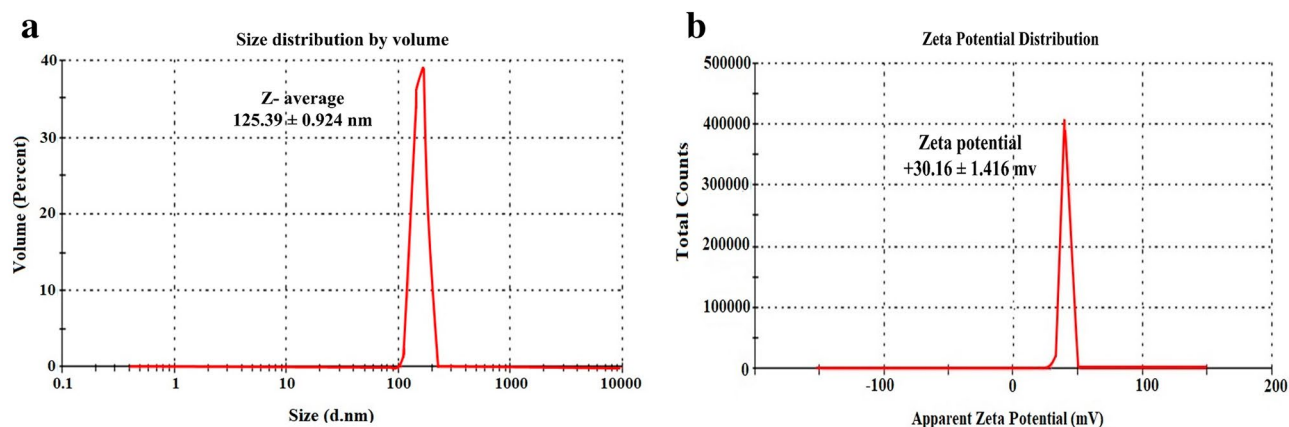 a
Size distribution by volume
40
30
20
10
0
Volume (Percent)
Z- average
125.39 ± 0.924 nm
0.1 1 10 100 1000 10000
Size (d.nm)
b
Zeta Potential Distribution
500000
400000
300000
200000
100000
0
Total Counts
Zeta potential
+30.16 ± 1.416 mv
-100 0 100 200
Apparent Zeta Potential (mV)